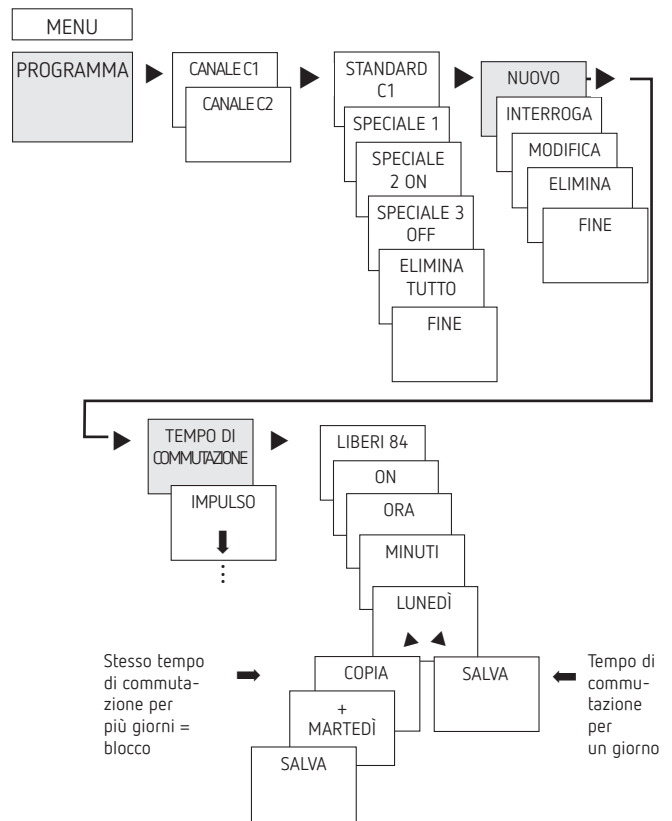 MENU
PROGRAMMA
CANALE C1
CANALE C2
STANDARD
C1
SPECIALE 1
SPECIALE
2 ON
SPECIALE 3
OFF
ELIMINA
TUTTO
FINE
NUOVO
INTERROGA
MODIFICA
ELIMINA
FINE
TEMPO DI
COMMUTAZIONE
IMPULSO
LIBERI 84
ON
ORA
MINUTI
LUNEDÌ
Stesso tempo
di commuta-
zione per
più giorni =
blocco
COPIA
+
MARTEDÌ
SALVA
SALVA
Tempo di
commu-
tazione
per
un giorno